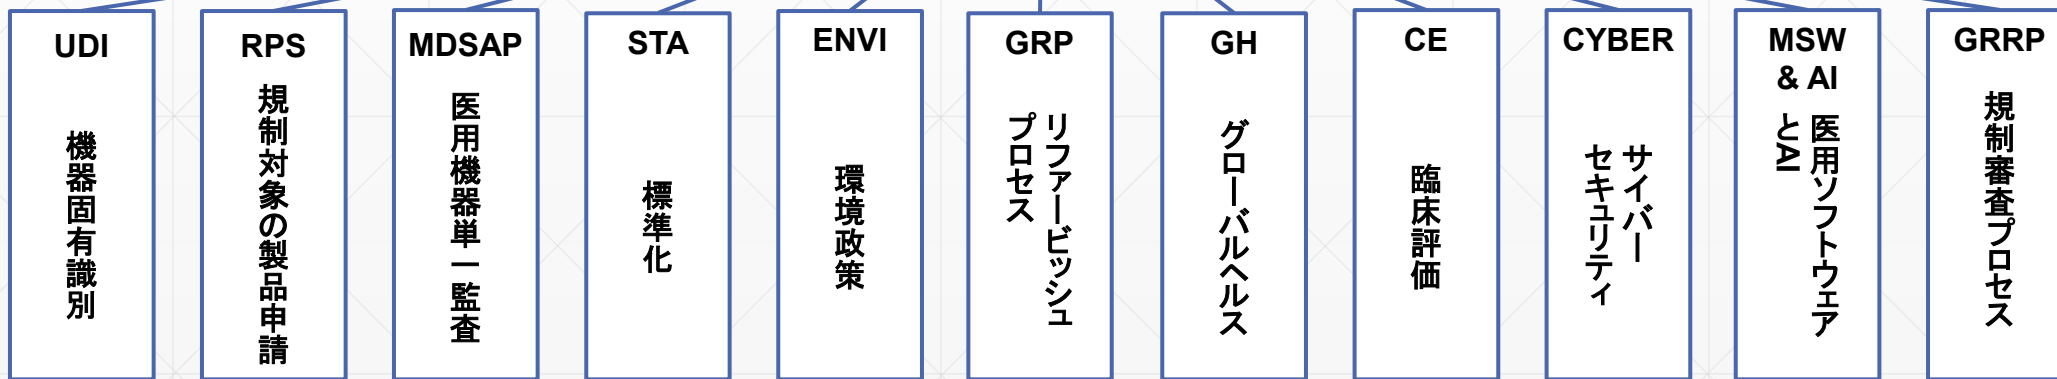 UDI
機器固有識別
RPS
規制対象の製品申請
MDSAP
医用機器単一監査
STA
標準化
ENVI
環境政策
GRP
リファービッシュ
プロセス
GH
グローバルヘルス
CE
臨床評価
CYBER
サイバー
セキュリティ
MSW
& AI
医用ソフトウェア
とAI
GRRP
規制審査プロセス